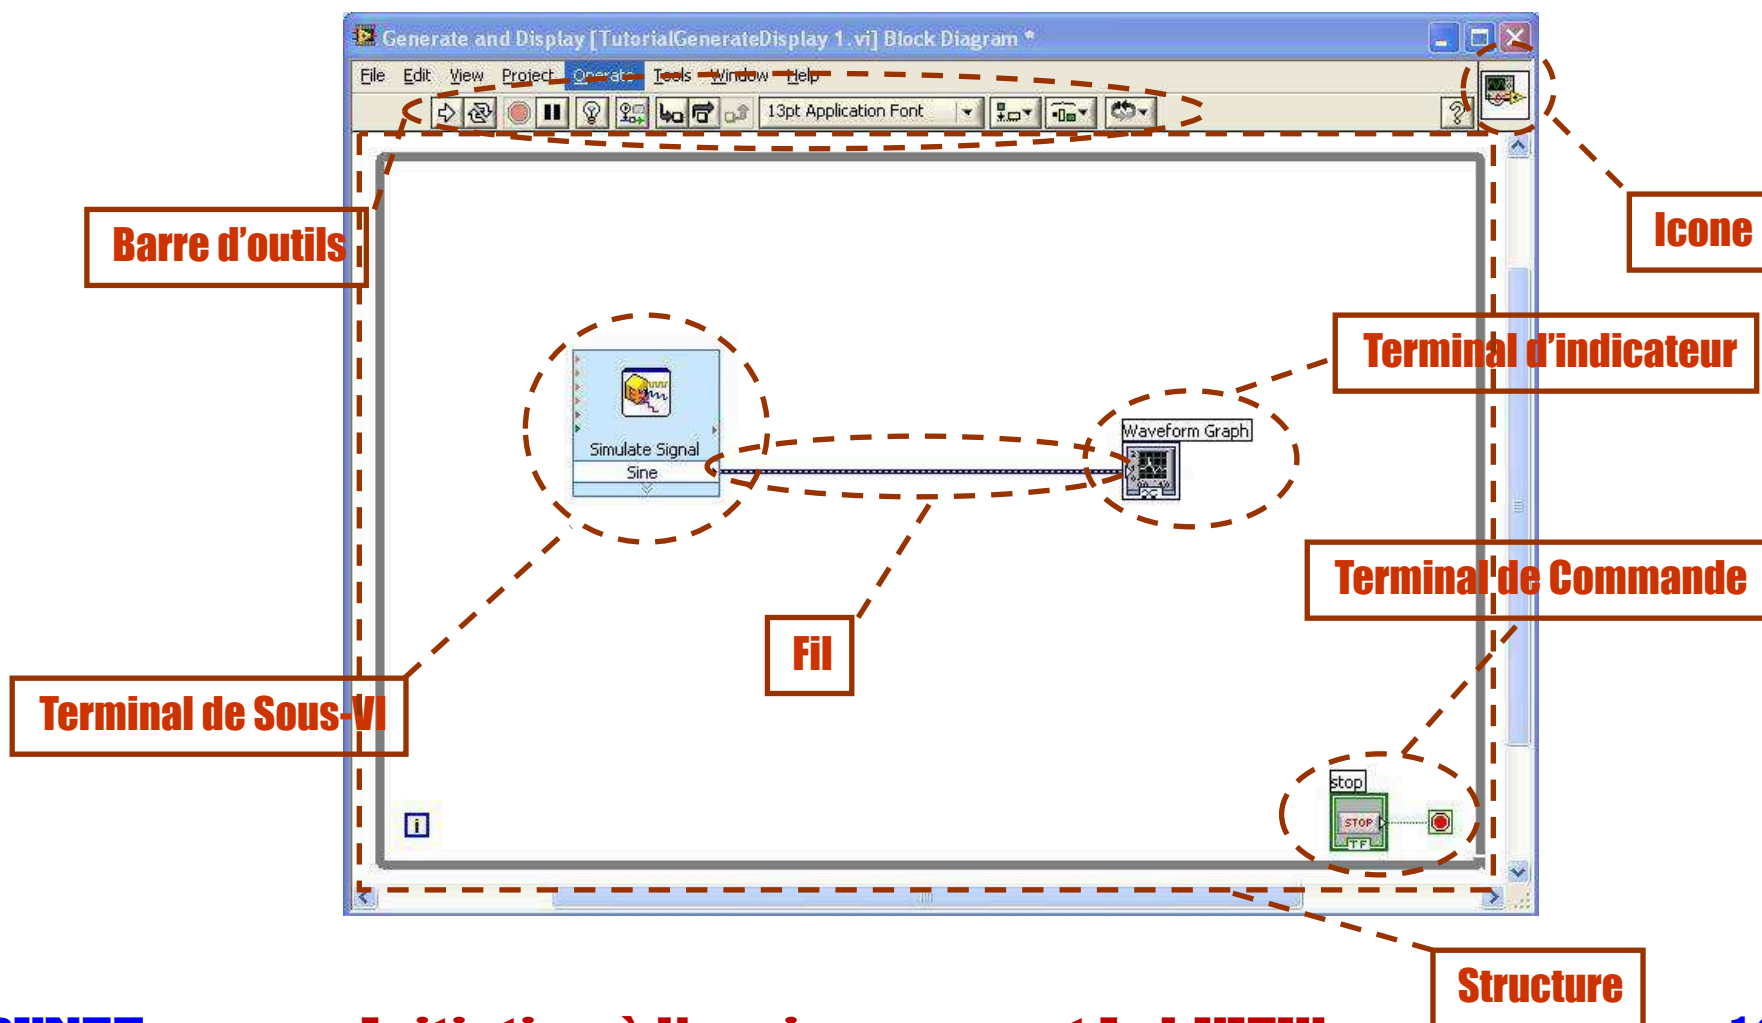 Generate and Display [TutorialGenerateDisplay 1.vi] Block Diagram *
File Edit View Project Operate Tools Window Help
13pt Application Font
Barre d'outils
Icone
Terminal d'indicateur
Simulate Signal
Sine
Waveform Graph
Terminal de Commande
Fil
Terminal de Sous-VI
stop
STOP
TF
i
Structure